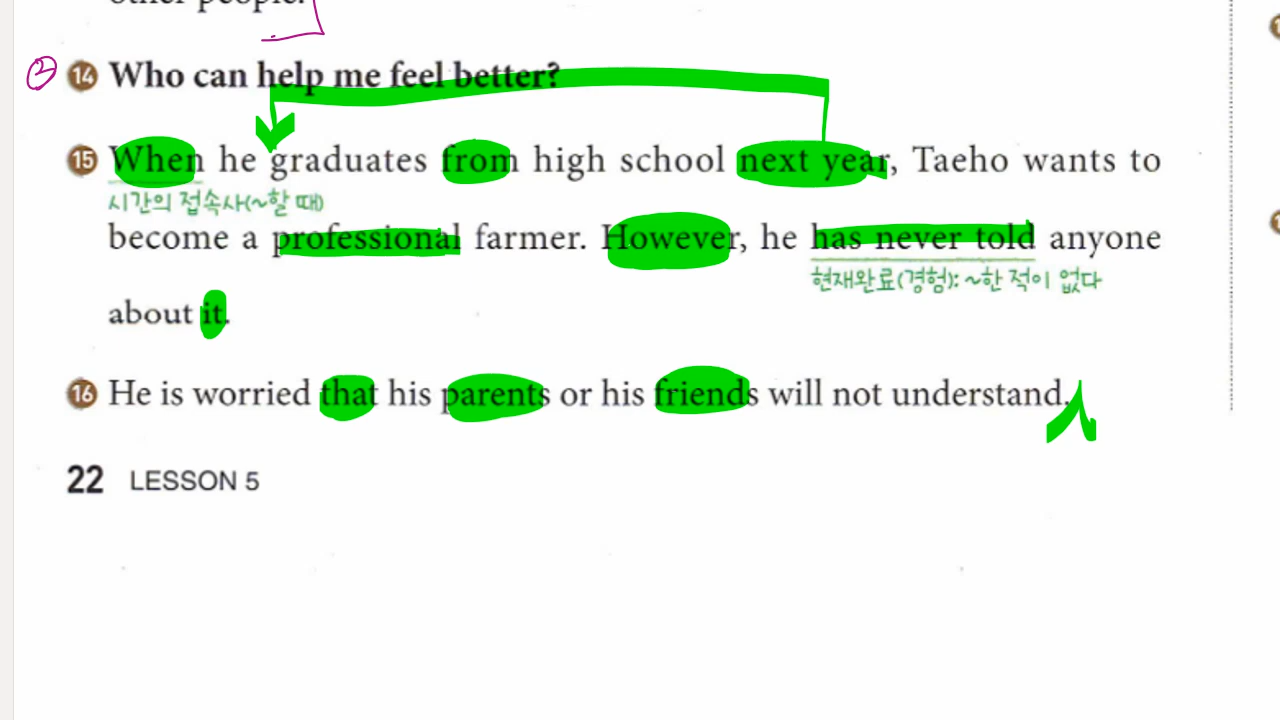 other people.
② ⑭ Who can help me feel better?
⑮ When he graduates from high school next year, Taeho wants to
시간의 접속사(~할 때)
become a professional farmer. However, he has never told anyone
현재완료(경험): ~한 적이 없다
about it.
⑯ He is worried that his parents or his friends will not understand.
22 LESSON 5